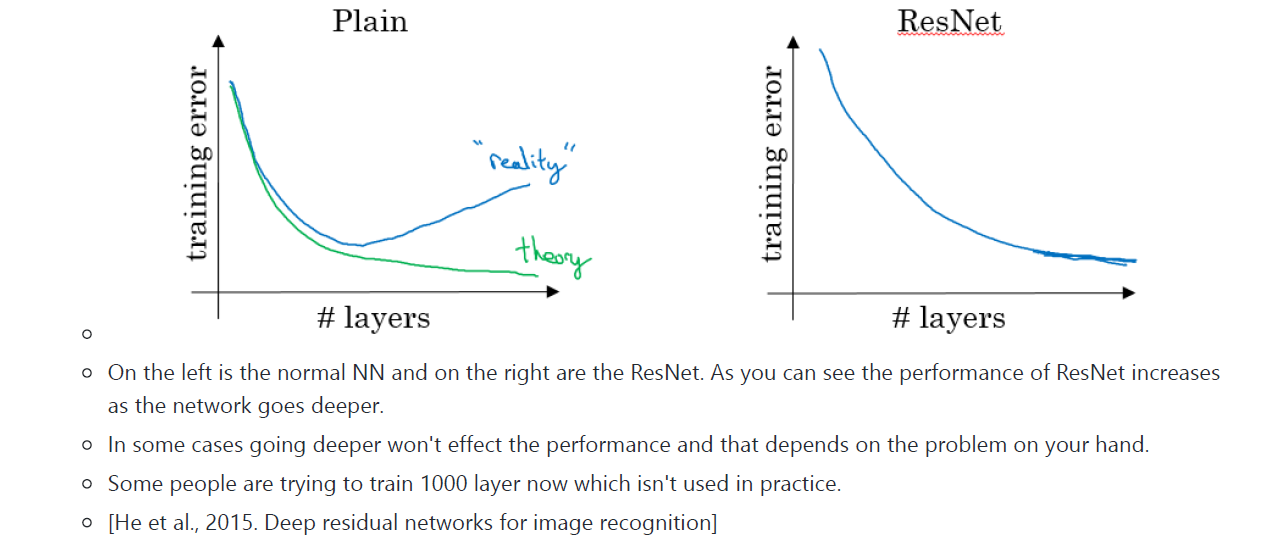 Plain
ResNet
training error
"reality"
theory
# layers
training error
# layers
On the left is the normal NN and on the right are the ResNet. As you can see the performance of ResNet increases
as the network goes deeper.
In some cases going deeper won't effect the performance and that depends on the problem on your hand.
Some people are trying to train 1000 layer now which isn't used in practice.
[He et al., 2015. Deep residual networks for image recognition]